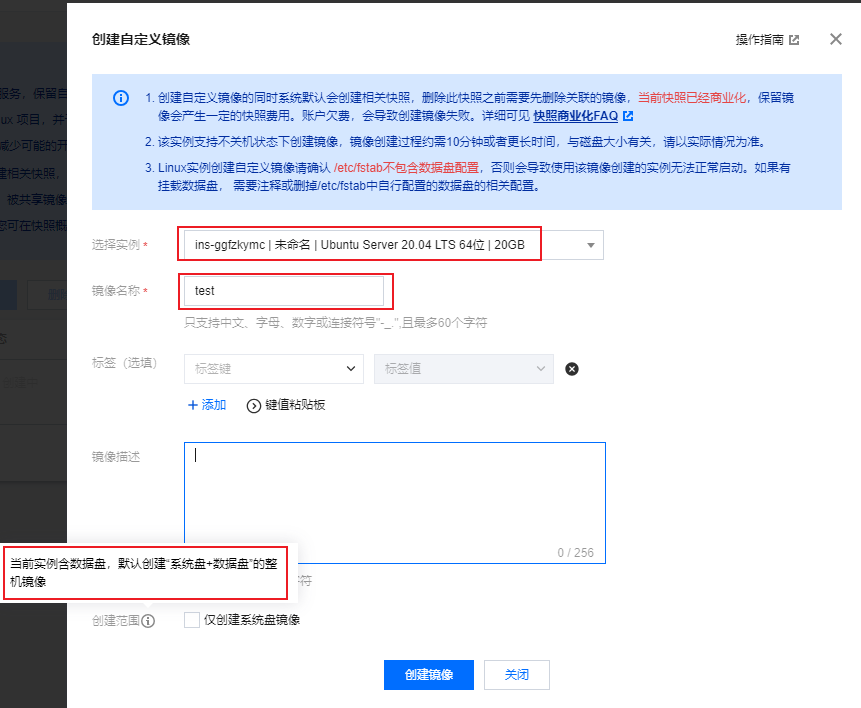 创建自定义镜像
操作指南
1. 创建自定义镜像的同时系统默认会创建相关快照，删除此快照之前需要先删除关联的镜像，当前快照已经商业化，保留镜
像会产生一定的快照费用。账户欠费，会导致创建镜像失败。详细可见 快照商业化FAQ
2. 该实例支持不关机状态下创建镜像，镜像创建过程约需10分钟或者更长时间，与磁盘大小有关，请以实际情况为准。
3. Linux实例创建自定义镜像请确认 /etc/fstab不包含数据盘配置，否则会导致使用该镜像创建的实例无法正常启动。如果有
挂载数据盘， 需要注释或删掉/etc/fstab中自行配置的数据盘的相关配置。
服务，保留自
ux 项目，并
减少可能的开
建相关快照，
，被共享镜像
您可在快照概
选择实例 *
ins-ggfzkymc | 未命名 | Ubuntu Server 20.04 LTS 64位 | 20GB
镜像名称 *
test
只支持中文、字母、数字或连接符号"-_.",且最多60个字符
标签（选填）
标签键
标签值
+ 添加
键值粘贴板
镜像描述
0 / 256
当前实例含数据盘，默认创建“系统盘+数据盘”的整
机镜像
字符
创建范围
仅创建系统盘镜像
创建镜像
关闭